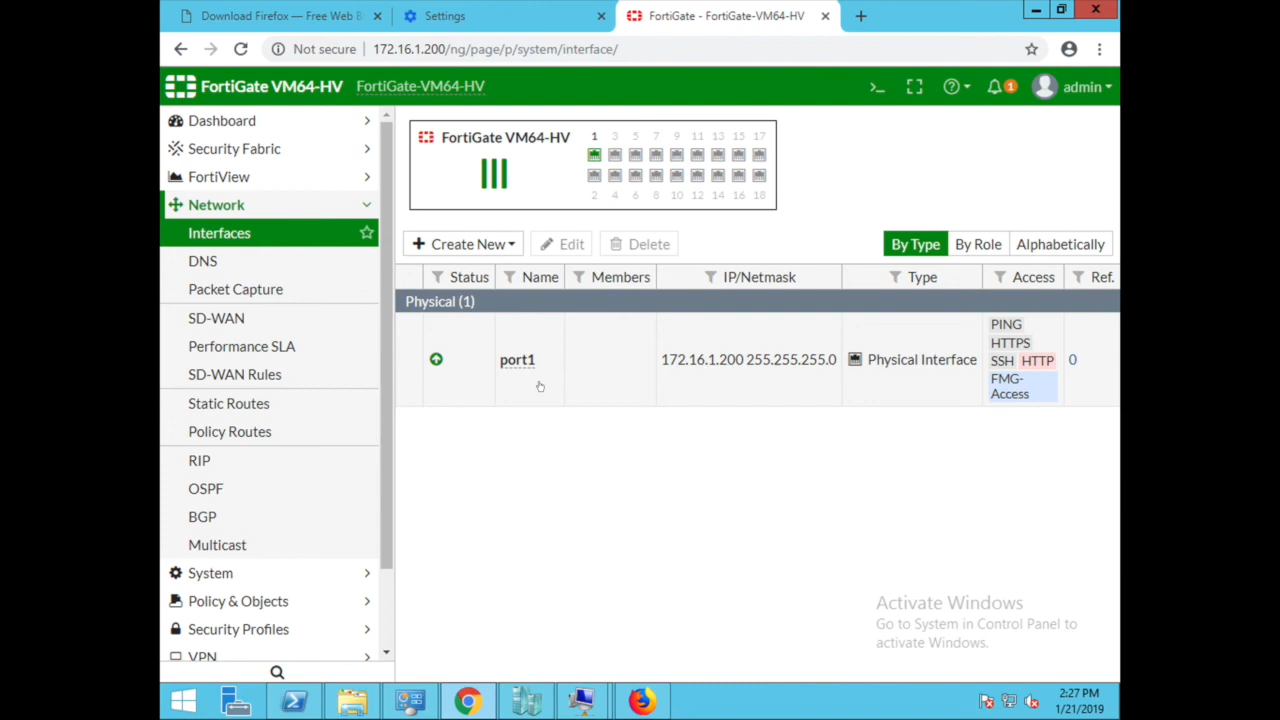 Download Firefox — Free Web B
Settings
FortiGate - FortiGate-VM64-HV
Not secure
172.16.1.200/ng/page/p/system/interface/
FortiGate VM64-HV
FortiGate-VM64-HV
1
admin
Dashboard
Security Fabric
FortiView
Network
Interfaces
DNS
Packet Capture
SD-WAN
Performance SLA
SD-WAN Rules
Static Routes
Policy Routes
RIP
OSPF
BGP
Multicast
System
Policy & Objects
Security Profiles
VPN
FortiGate VM64-HV
1 3 5 7 9 11 13 15 17
2 4 6 8 10 12 14 16 18
Create New
Edit
Delete
By Type
By Role
Alphabetically
Status Name Members IP/Netmask Type Access Ref.
Physical (1)
port1
172.16.1.200 255.255.255.0
Physical Interface
PING
HTTPS
SSH HTTP
FMG-
Access
0
Activate Windows
Go to System in Control Panel to
activate Windows.
2:27 PM
1/21/2019